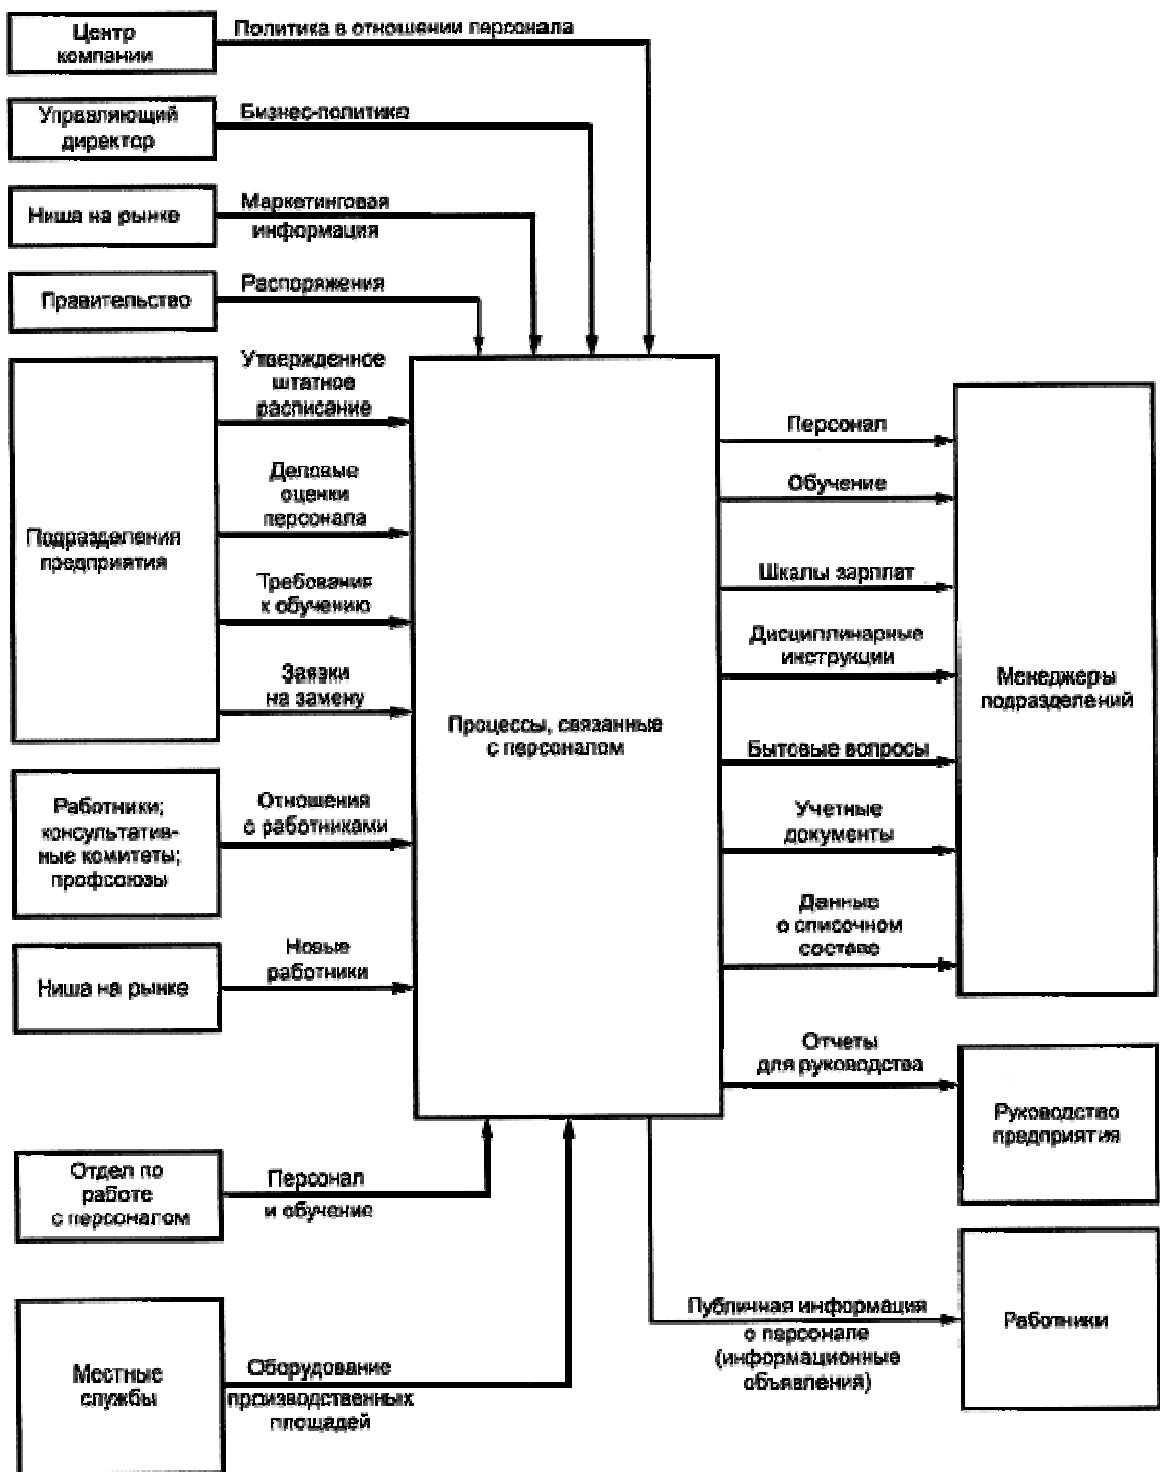 Центр
компании
Политика в отношении персонала
Управляющий
директор
Бизнес-политика
Ниша на рынке
Маркетинговая
информация
Правительство
Распоряжения
Подразделения
предприятия
Утвержденное
штатное
расписание
Деловые
оценки
персонала
Требования
к обучению
Заявки
на замену
Работники;
консультатив-
ные комитеты;
профсоюзы
Отношения
с работниками
Ниша на рынке
Новые
работники
Отдел по
работе
с персоналом
Персонал
и обучение
Местные
службы
Оборудование
производственных
площадей
Процессы, связанные
с персоналом
Персонал
Обучение
Шкалы зарплат
Дисциплинарные
инструкции
Бытовые вопросы
Учетные
документы
Данные
о списочном
составе
Менеджеры
подразделений
Отчеты
для руководства
Руководство
предприятия
Публичная информация
о персонале
(информационные
объявления)
Работники